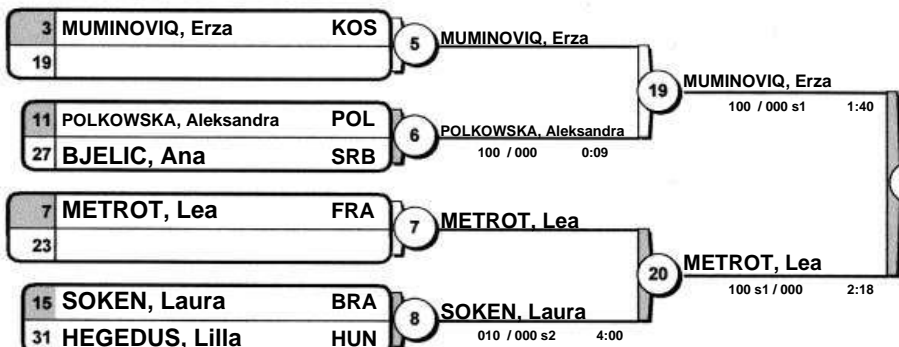 3 MUMINOVIQ, Erza KOS
19
5
MUMINOVIQ, Erza
11 POLKOWSKA, Aleksandra POL
27 BJELIC, Ana SRB
6
POLKOWSKA, Aleksandra
100 / 000 0:09
19
MUMINOVIQ, Erza
100 / 000 s1 1:40
7 METROT, Lea FRA
23
7
METROT, Lea
15 SOKEN, Laura BRA
31 HEGEDUS, Lilla HUN
8
SOKEN, Laura
010 / 000 s2 4:00
20
METROT, Lea
100 s1 / 000 2:18